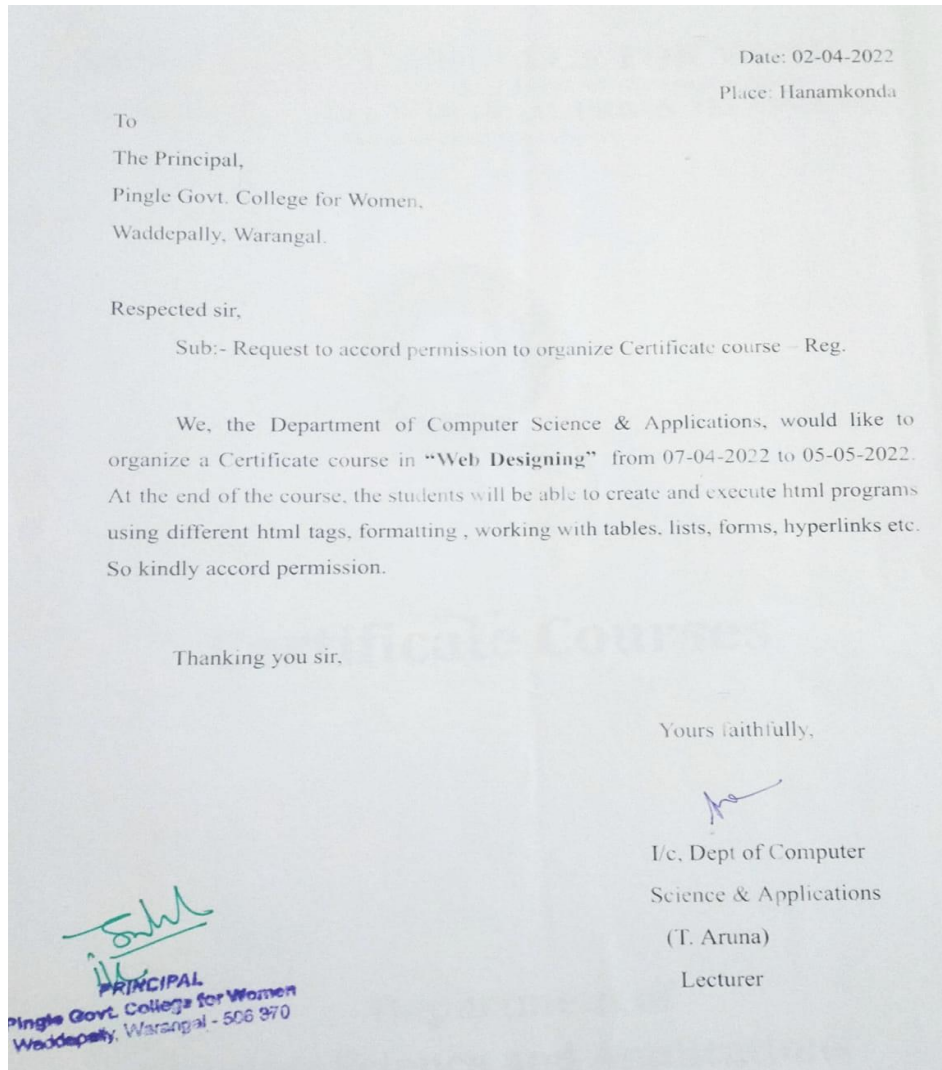 Date: 02-04-2022
Place: Hanamkonda
To
The Principal,
Pingle Govt. College for Women,
Waddepally, Warangal.
Respected sir,
Sub:- Request to accord permission to organize Certificate course – Reg.
We, the Department of Computer Science & Applications, would like to
organize a Certificate course in “Web Designing” from 07-04-2022 to 05-05-2022.
At the end of the course, the students will be able to create and execute html programs
using different html tags, formatting , working with tables, lists, forms, hyperlinks etc.
So kindly accord permission.
Certificate Courses
Thanking you sir,
Yours faithfully,
I/c, Dept of Computer
Science & Applications
(T. Aruna)
Lecturer
PRINCIPAL
Pingle Govt. College for Women
Waddepally, Warangal - 506 370